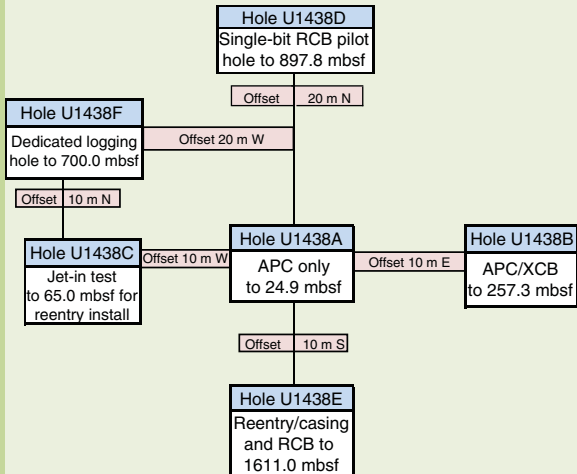 Hole U1438D
Single-bit RCB pilot
hole to 897.8 mbsf
Offset 20 m N
Hole U1438F
Dedicated logging
hole to 700.0 mbsf
Offset 20 m W
Offset 10 m N
Hole U1438C
Jet-in test
to 65.0 mbsf for
reentry install
Offset 10 m W
Hole U1438A
APC only
to 24.9 mbsf
Offset 10 m E
Hole U1438B
APC/XCB
to 257.3 mbsf
Offset 10 m S
Hole U1438E
Reentry/casing
and RCB to
1611.0 mbsf